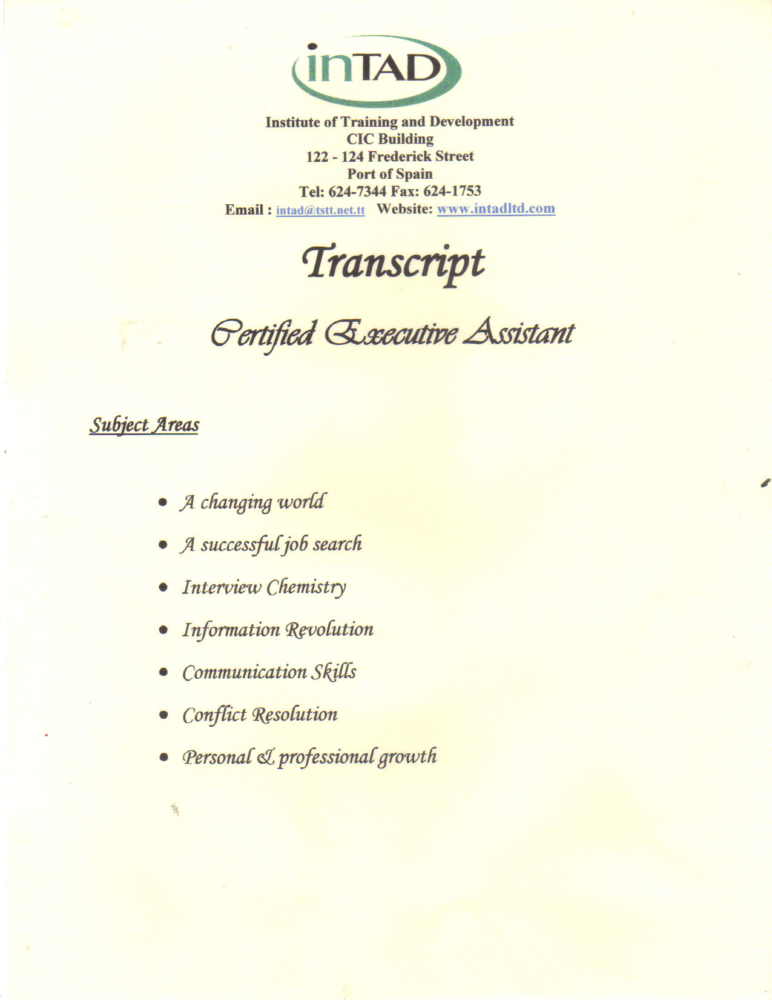 inTAD
Institute of Training and Development
CIC Building
122 - 124 Frederick Street
Port of Spain
Tel: 624-7344 Fax: 624-1753
Email : intad@tstt.net.tt Website: www.intadltd.com
Transcript
Certified Executive Assistant
Subject Areas
• A changing world
• A successful job search
• Interview Chemistry
• Information Revolution
• Communication Skills
• Conflict Resolution
• Personal & professional growth